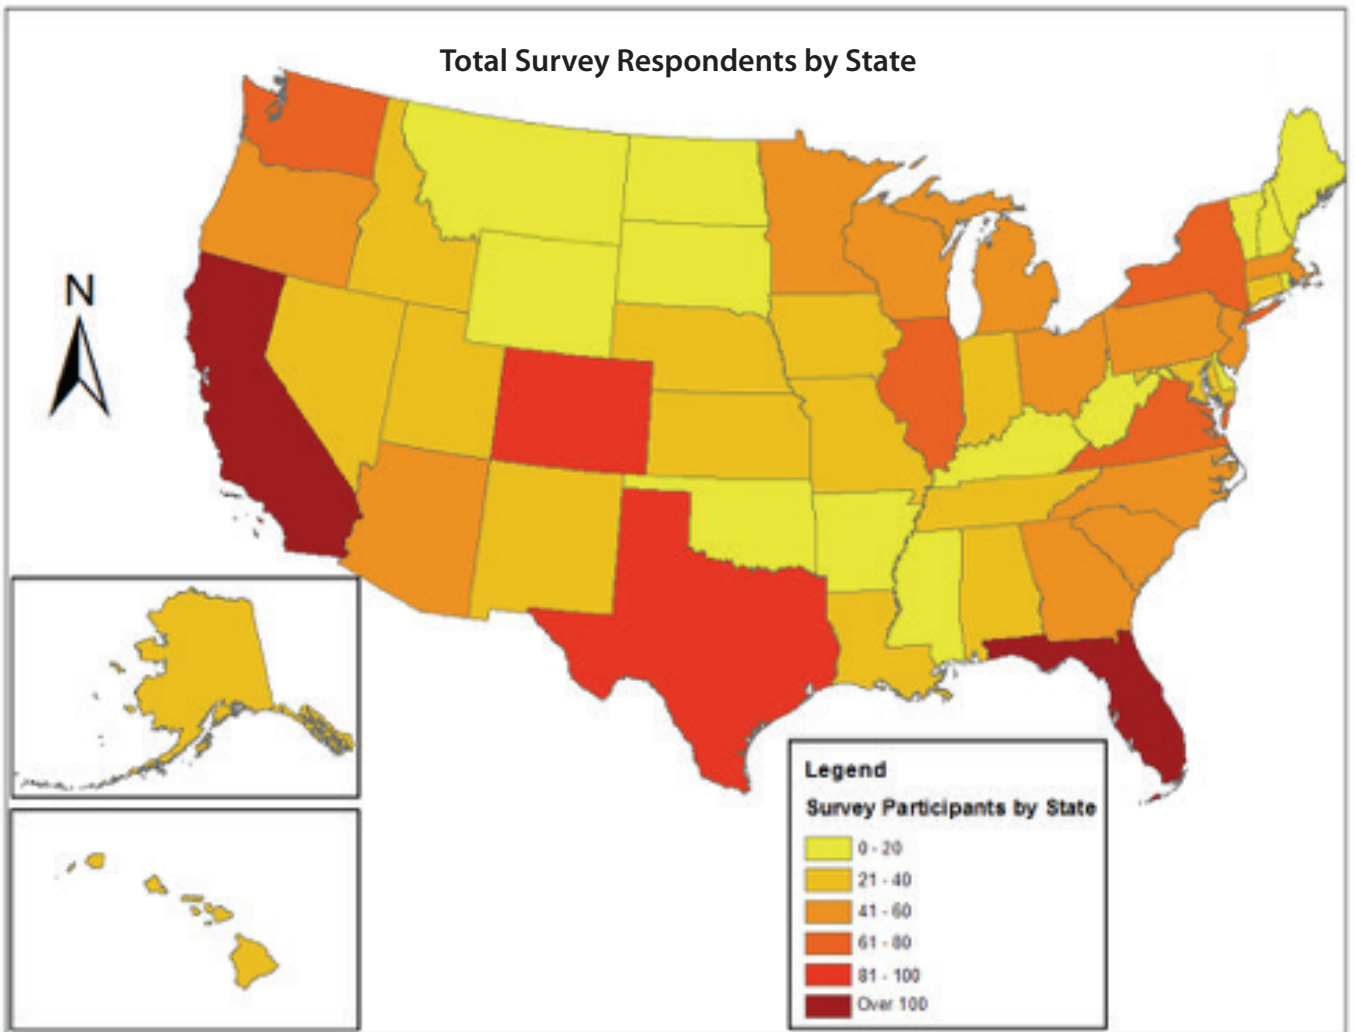 Total Survey Respondents by State
N
Legend
Survey Participants by State
0 - 20
21 - 40
41 - 60
61 - 80
81 - 100
Over 100